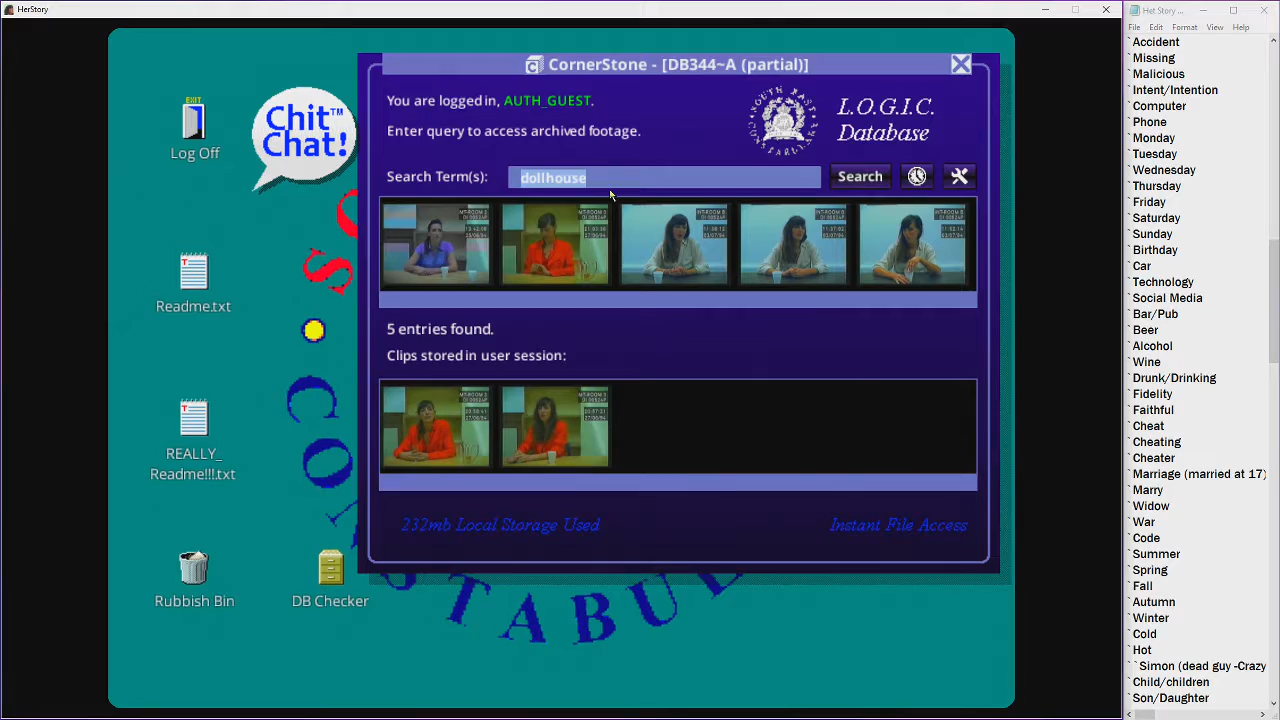 HerStory
Her Story ...
File Edit Format View Help
CornerStone - [DB344~A (partial)]
You are logged in, AUTH_GUEST.
Enter query to access archived footage.
SOUTH EASTERN CONSTABULARY
L.O.G.I.C.
Database
Search Term(s): dollhouse Search
5 entries found.
Clips stored in user session:
232mb Local Storage Used
Instant File Access
EXIT
Log Off
Chit™
Chat!
Readme.txt
REALLY_
Readme!!!.txt
Rubbish Bin
DB Checker
TABUL
`Accident
`Missing
`Malicious
`Intent/Intention
`Computer
`Phone
`Monday
`Tuesday
`Wednesday
`Thursday
`Friday
`Saturday
`Sunday
`Birthday
`Car
`Technology
`Social Media
`Bar/Pub
`Beer
`Alcohol
`Wine
`Drunk/Drinking
`Fidelity
`Faithful
`Cheat
`Cheating
`Cheater
`Marriage (married at 17)
`Marry
`Widow
`War
`Code
`Summer
`Spring
`Fall
`Autumn
`Winter
`Cold
`Hot
``Simon (dead guy -Crazy
`Child/children
`Son/Daughter